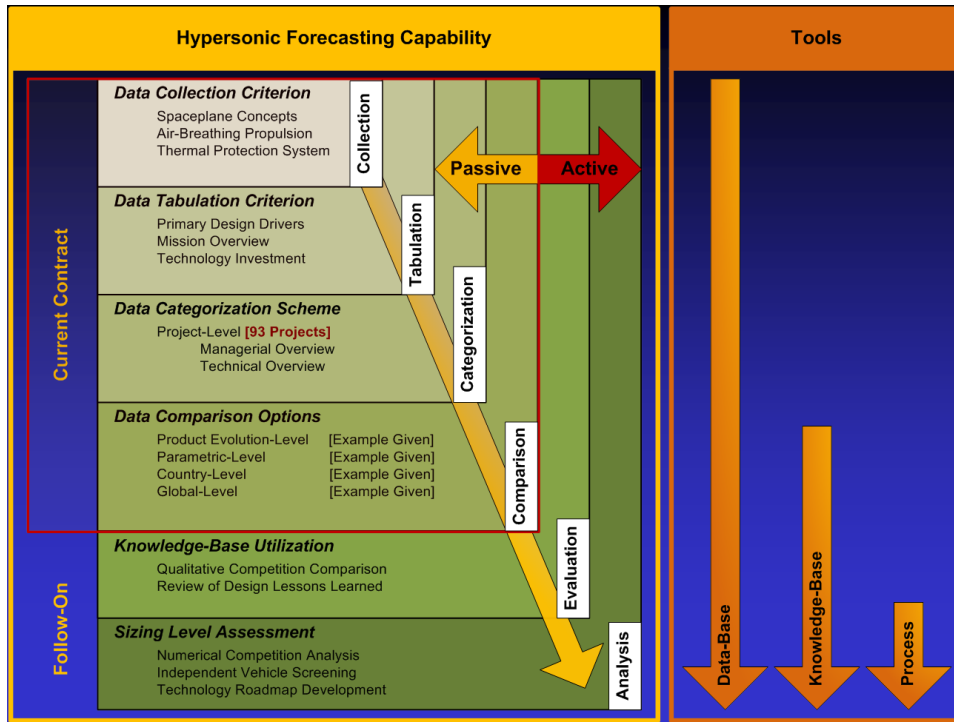 Hypersonic Forecasting Capability
Tools
Data Collection Criterion
Spaceplane Concepts
Air-Breathing Propulsion
Thermal Protection System
Collection
Passive
Active
Data Tabulation Criterion
Primary Design Drivers
Mission Overview
Technology Investment
Tabulation
Current Contract
Data Categorization Scheme
Project-Level [93 Projects]
Managerial Overview
Technical Overview
Categorization
Data Comparison Options
Product Evolution-Level [Example Given]
Parametric-Level [Example Given]
Country-Level [Example Given]
Global-Level [Example Given]
Comparison
Knowledge-Base Utilization
Qualitative Competition Comparison
Review of Design Lessons Learned
Evaluation
Follow-On
Sizing Level Assessment
Numerical Competition Analysis
Independent Vehicle Screening
Technology Roadmap Development
Analysis
Data-Base
Knowledge-Base
Process